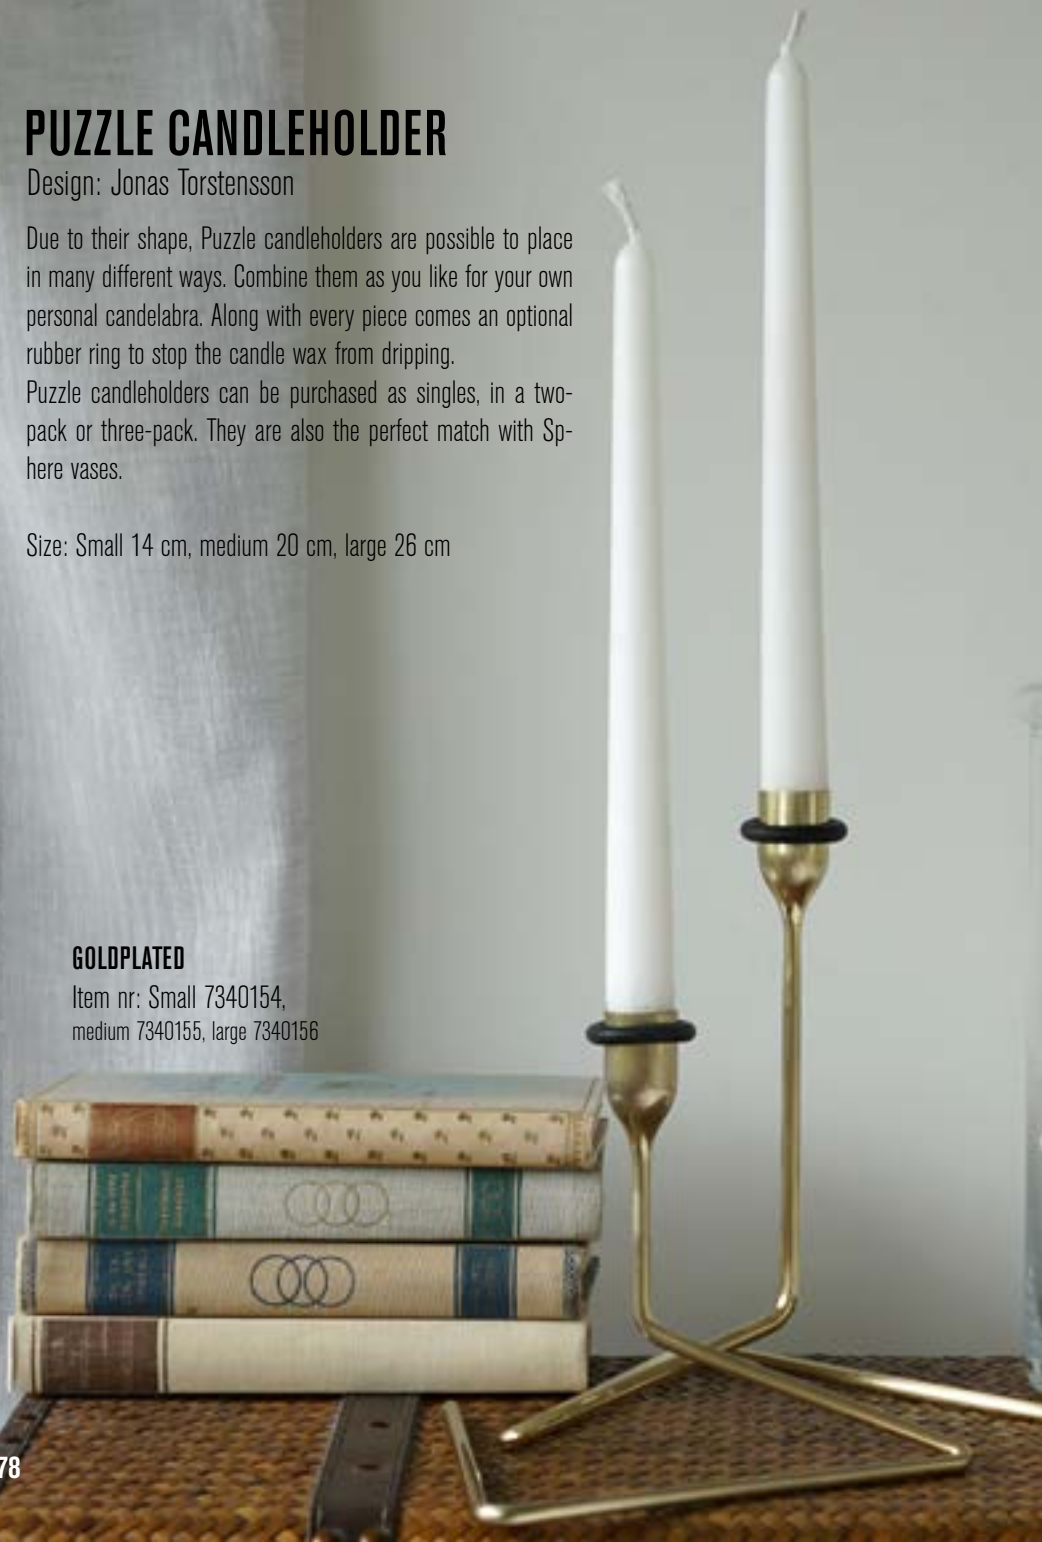 PUZZLE CANDLEHOLDER
Design: Jonas Torstensson
Due to their shape, Puzzle candleholders are possible to place
in many different ways. Combine them as you like for your own
personal candelabra. Along with every piece comes an optional
rubber ring to stop the candle wax from dripping.
Puzzle candleholders can be purchased as singles, in a two-
pack or three-pack. They are also the perfect match with Sp-
here vases.
Size: Small 14 cm, medium 20 cm, large 26 cm
GOLDPLATED
Item nr: Small 7340154,
medium 7340155, large 7340156
78